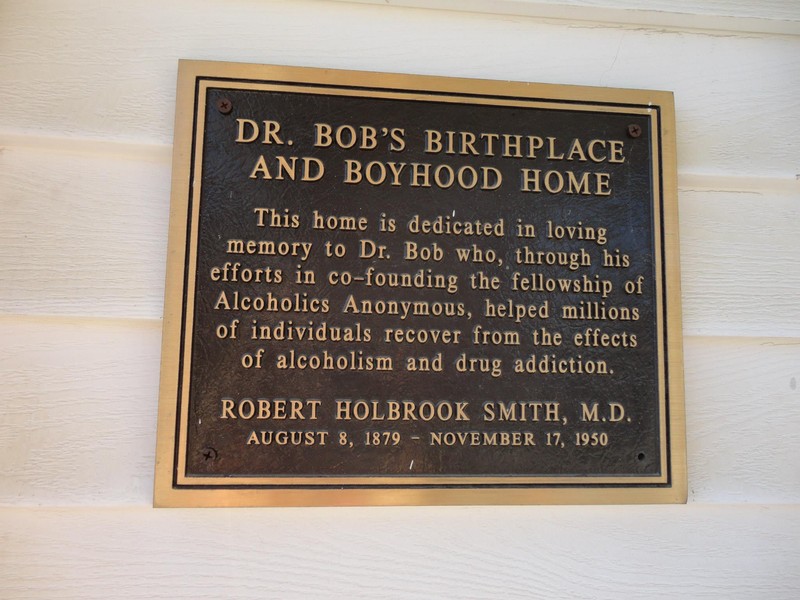 DR. BOB'S BIRTHPLACE
AND BOYHOOD HOME
This home is dedicated in loving
memory to Dr. Bob who, through his
efforts in co-founding the fellowship of
Alcoholics Anonymous, helped millions
of individuals recover from the effects
of alcoholism and drug addiction.
ROBERT HOLBROOK SMITH, M.D.
AUGUST 8, 1879 - NOVEMBER 17, 1950